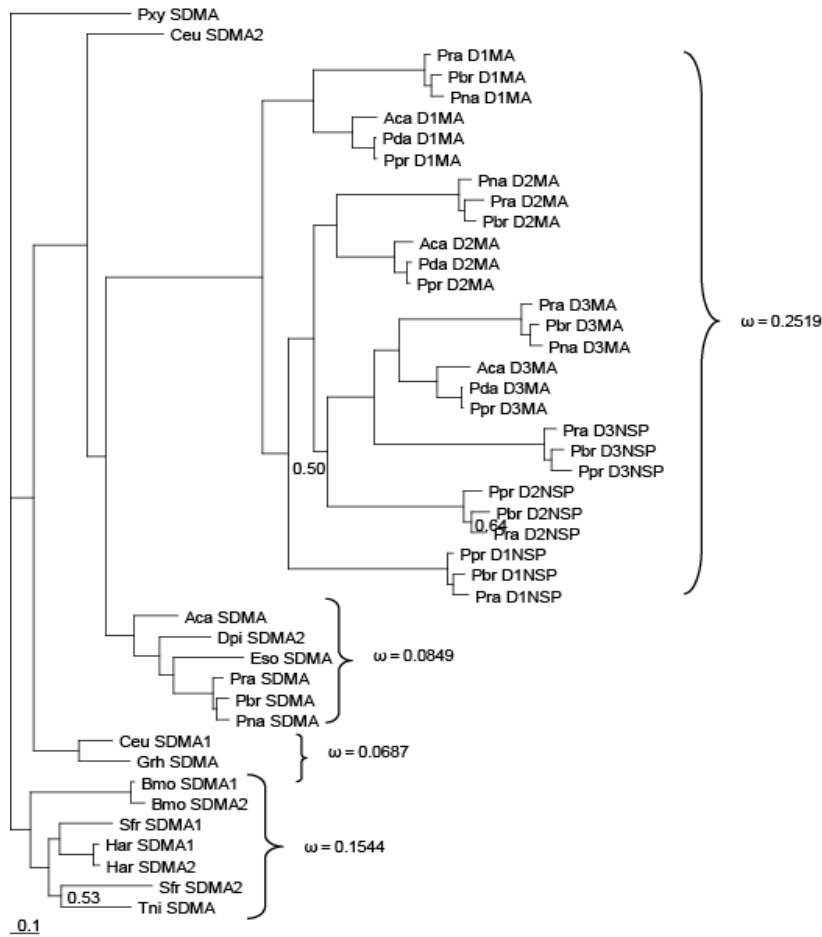 Pxy SDMA
Ceu SDMA2
Pra D1MA
Pbr D1MA
Pna D1MA
Aca D1MA
Pda D1MA
Ppr D1MA
Pna D2MA
Pra D2MA
Pbr D2MA
Aca D2MA
Pda D2MA
Ppr D2MA
Pra D3MA
ω = 0.2519
Pbr D3MA
Pna D3MA
Aca D3MA
Pda D3MA
Ppr D3MA
Pra D3NSP
Pbr D3NSP
0.50
Ppr D3NSP
Ppr D2NSP
Pbr D2NSP
0.64
Pra D2NSP
Ppr D1NSP
Pbr D1NSP
Pra D1NSP
Aca SDMA
Dpi SDMA2
Eso SDMA
ω = 0.0849
Pra SDMA
Pbr SDMA
Pna SDMA
Ceu SDMA1
ω = 0.0687
Grh SDMA
Bmo SDMA1
Bmo SDMA2
Sfr SDMA1
Har SDMA1
ω = 0.1544
Har SDMA2
Sfr SDMA2
0.53
Tni SDMA
0.1